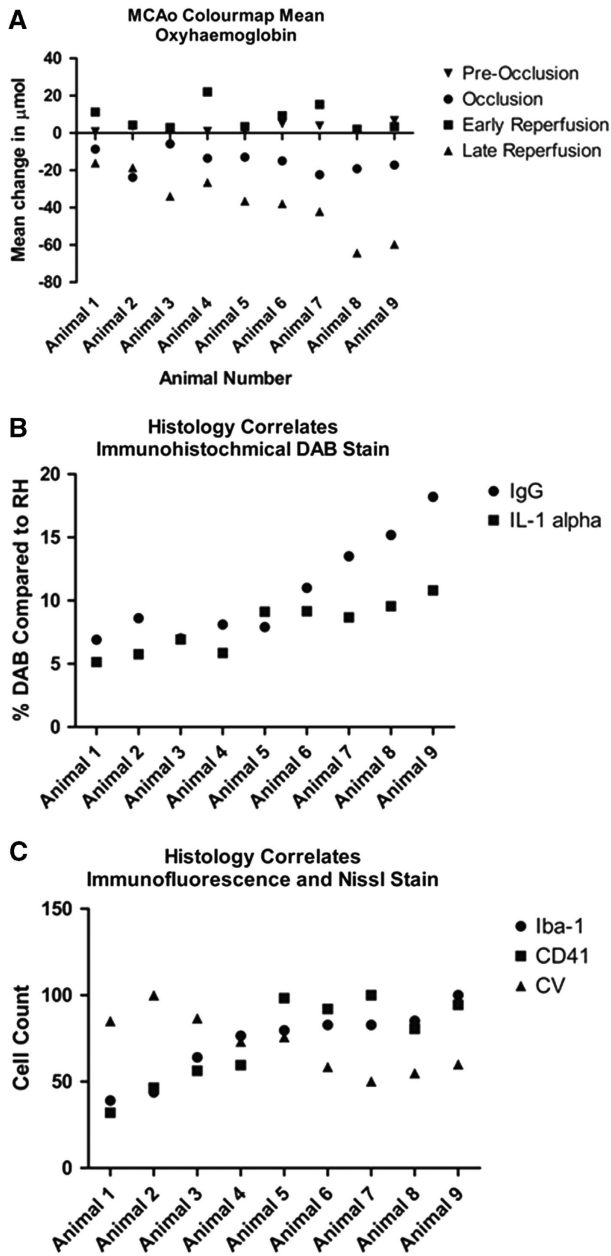 A
MCAo Colourmap Mean
Oxyhaemoglobin
Mean change in μmol
40
20
0
-20
-40
-60
-80
Animal 1
Animal 2
Animal 3
Animal 4
Animal 5
Animal 6
Animal 7
Animal 8
Animal 9
Animal Number
Pre-Occlusion
Occlusion
Early Reperfusion
Late Reperfusion
B
Histology Correlates
Immunohistochmical DAB Stain
% DAB Compared to RH
20
15
10
5
0
Animal 1
Animal 2
Animal 3
Animal 4
Animal 5
Animal 6
Animal 7
Animal 8
Animal 9
IgG
IL-1 alpha
C
Histology Correlates
Immunofluorescence and Nissl Stain
Cell Count
150
100
50
0
Animal 1
Animal 2
Animal 3
Animal 4
Animal 5
Animal 6
Animal 7
Animal 8
Animal 9
Iba-1
CD41
CV